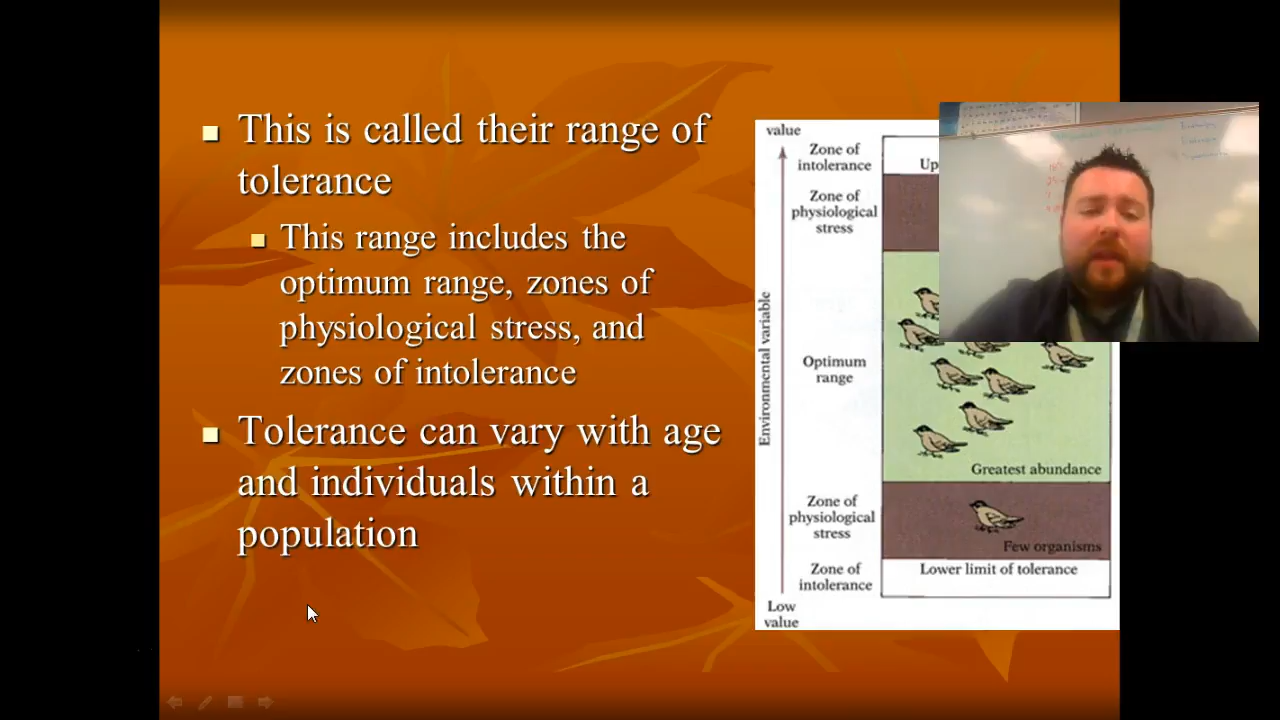 This is called their range of
tolerance
This range includes the
optimum range, zones of
physiological stress, and
zones of intolerance
Tolerance can vary with age
and individuals within a
population
value
Zone of
intolerance
Up
Zone of
physiological
stress
Environmental variable
Optimum
range
Greatest abundance
Zone of
physiological
stress
Few organisms
Zone of
intolerance
Lower limit of tolerance
Low
value